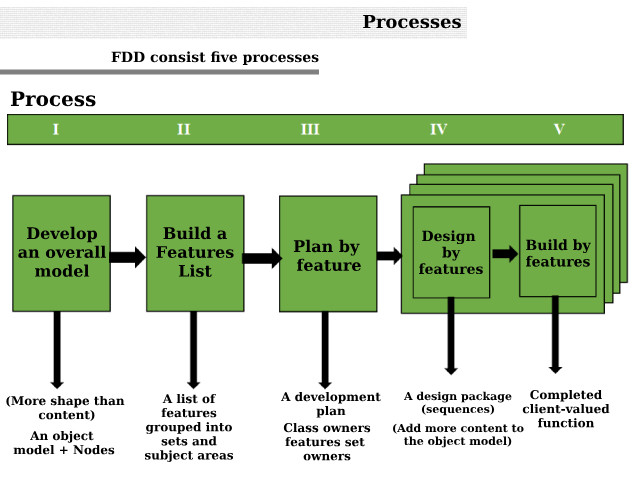 Processes
FDD consist five processes
Process
I II III IV V
Develop
an overall
model
Build a
Features
List
Plan by
feature
Design
by
features
Build by
features
(More shape than
content)
An object
model + Nodes
A list of
features
grouped into
sets and
subject areas
A development
plan
Class owners
features set
owners
A design package
(sequences)
(Add more content to
the object model)
Completed
client-valued
function